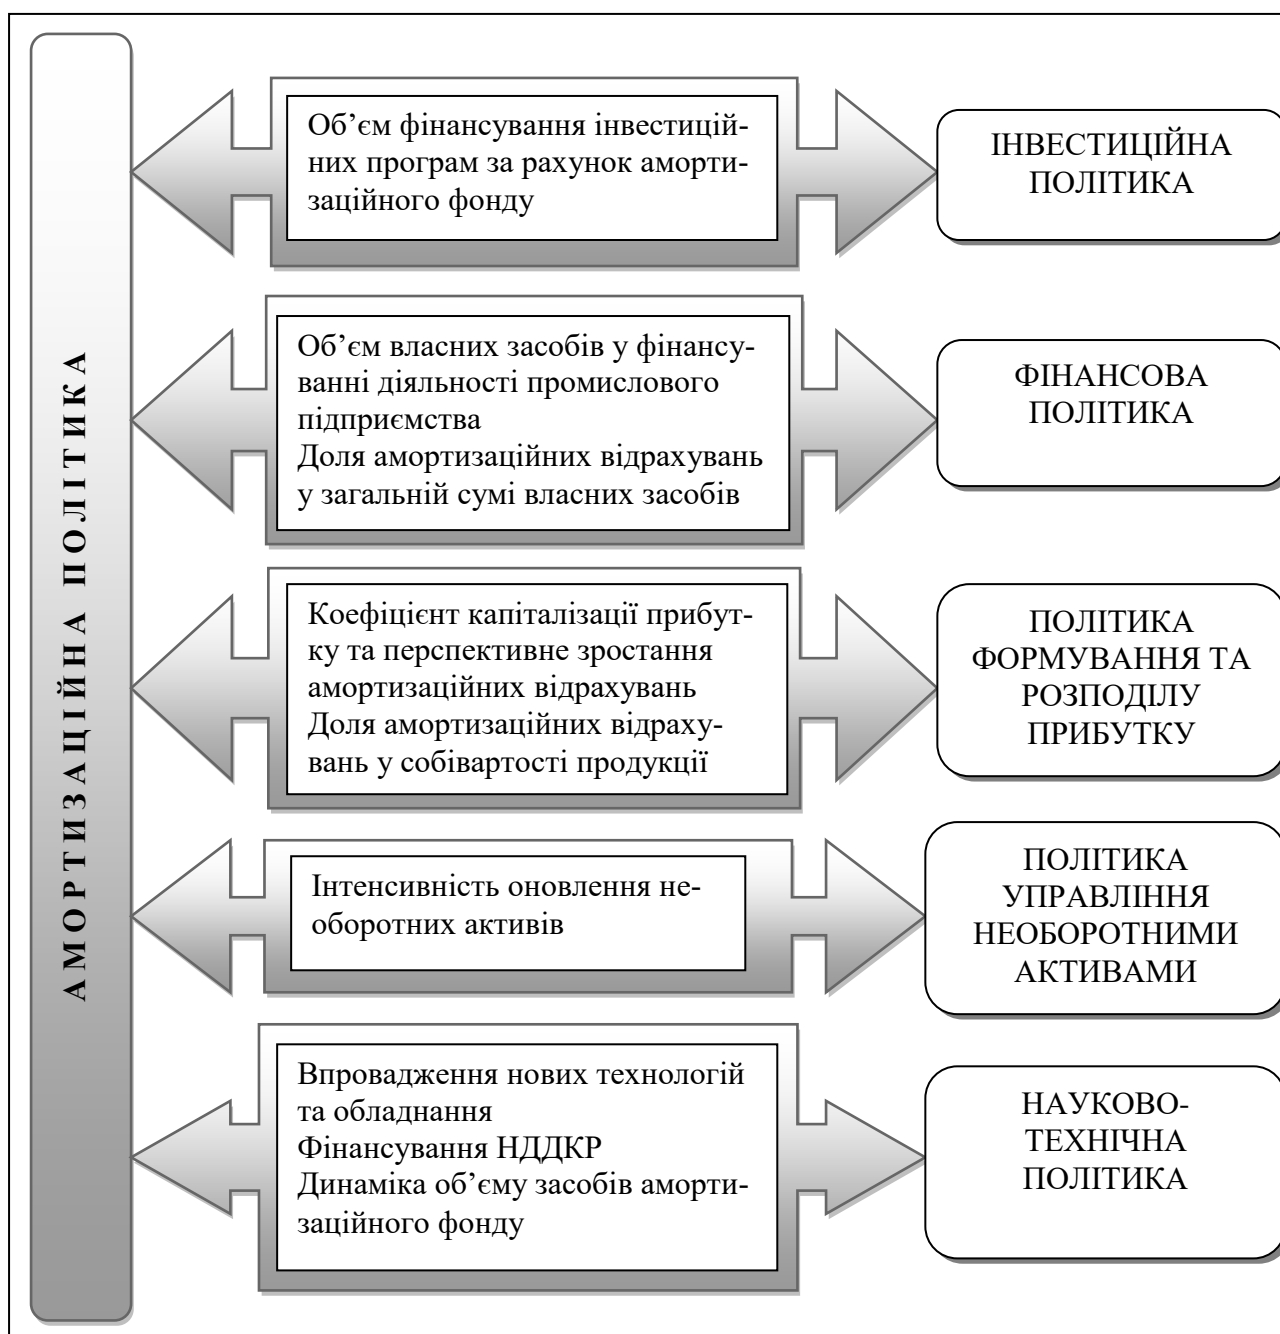 АМОРТИЗАЦІЙНА ПОЛІТИКА
Об’єм фінансування інвестицій-
них програм за рахунок аморти-
заційного фонду
ІНВЕСТИЦІЙНА
ПОЛІТИКА
Об’єм власних засобів у фінансу-
ванні діяльності промислового
підприємства
Доля амортизаційних відрахувань
у загальній сумі власних засобів
ФІНАНСОВА
ПОЛІТИКА
Коефіцієнт капіталізації прибут-
ку та перспективне зростання
амортизаційних відрахувань
Доля амортизаційних відраху-
вань у собівартості продукції
ПОЛІТИКА
ФОРМУВАННЯ ТА
РОЗПОДІЛУ
ПРИБУТКУ
Інтенсивність оновлення не-
оборотних активів
ПОЛІТИКА
УПРАВЛІННЯ
НЕОБОРОТНИМИ
АКТИВАМИ
Впровадження нових технологій
та обладнання
Фінансування НДДКР
Динаміка об’єму засобів аморти-
заційного фонду
НАУКОВО-
ТЕХНІЧНА
ПОЛІТИКА